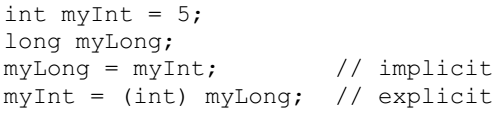 int myInt = 5;
long myLong;
myLong = myInt;        // implicit
myInt = (int) myLong;  // explicit